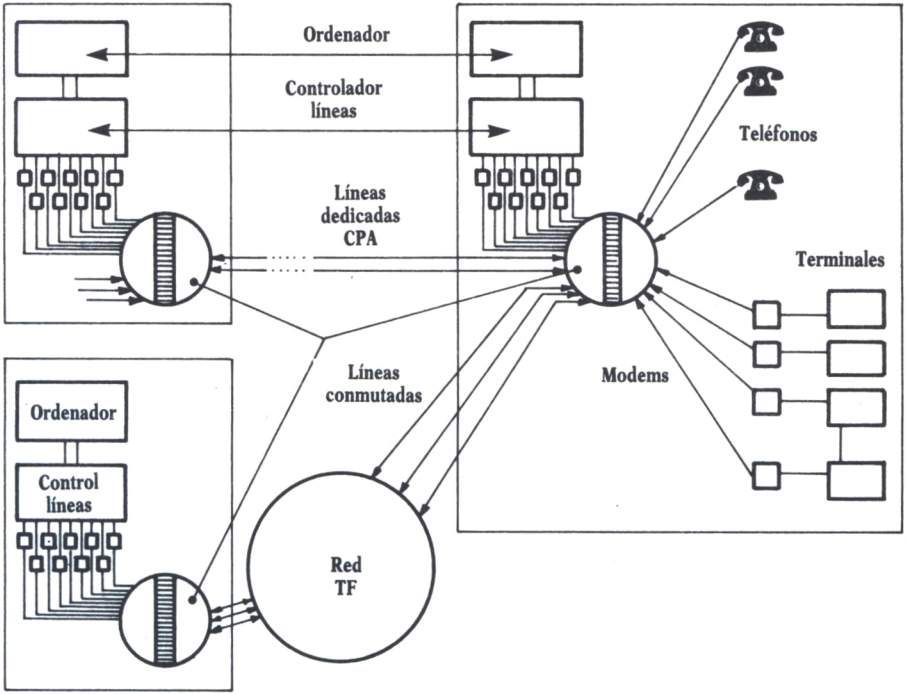 Ordenador
Controlador
líneas
Teléfonos
Líneas
dedicadas
CPA
Terminales
Líneas
conmutadas
Modems
Ordenador
Control
líneas
Red
TF